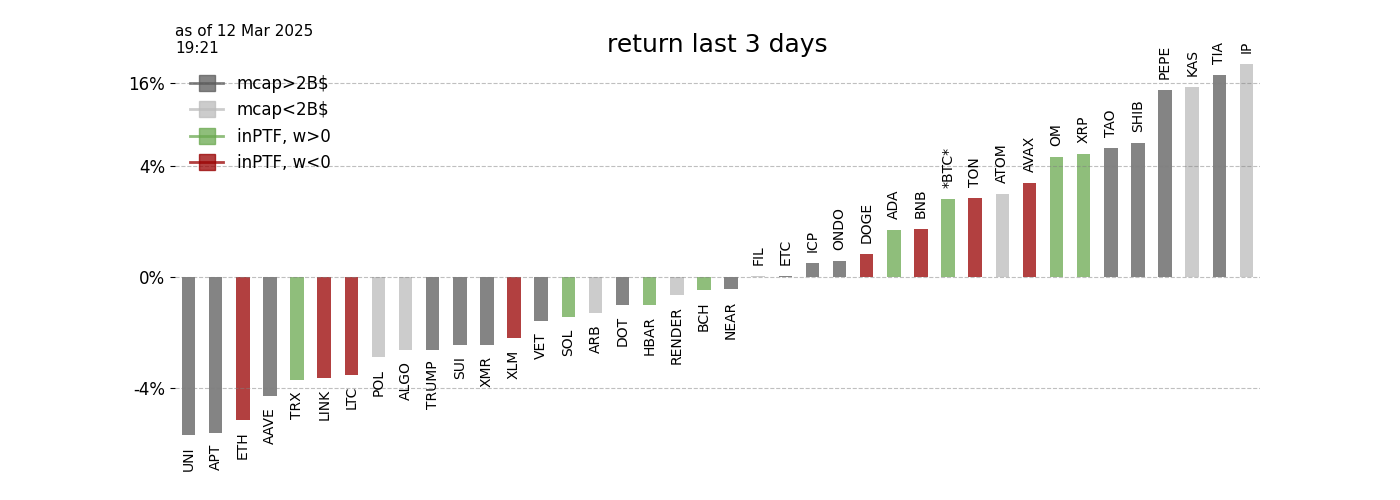 as of 12 Mar 2025
19:21
return last 3 days
mcap>2B$
mcap<2B$
inPTF, w>0
inPTF, w<0
16%
4%
0%
-4%
UNI
APT
ETH
AAVE
TRX
LINK
LTC
POL
ALGO
TRUMP
SUI
XMR
XLM
VET
SOL
ARB
DOT
HBAR
RENDER
BCH
NEAR
FIL
ETC
ICP
ONDO
DOGE
ADA
BNB
*BTC*
TON
ATOM
AVAX
OM
XRP
TAO
SHIB
PEPE
KAS
TIA
IP